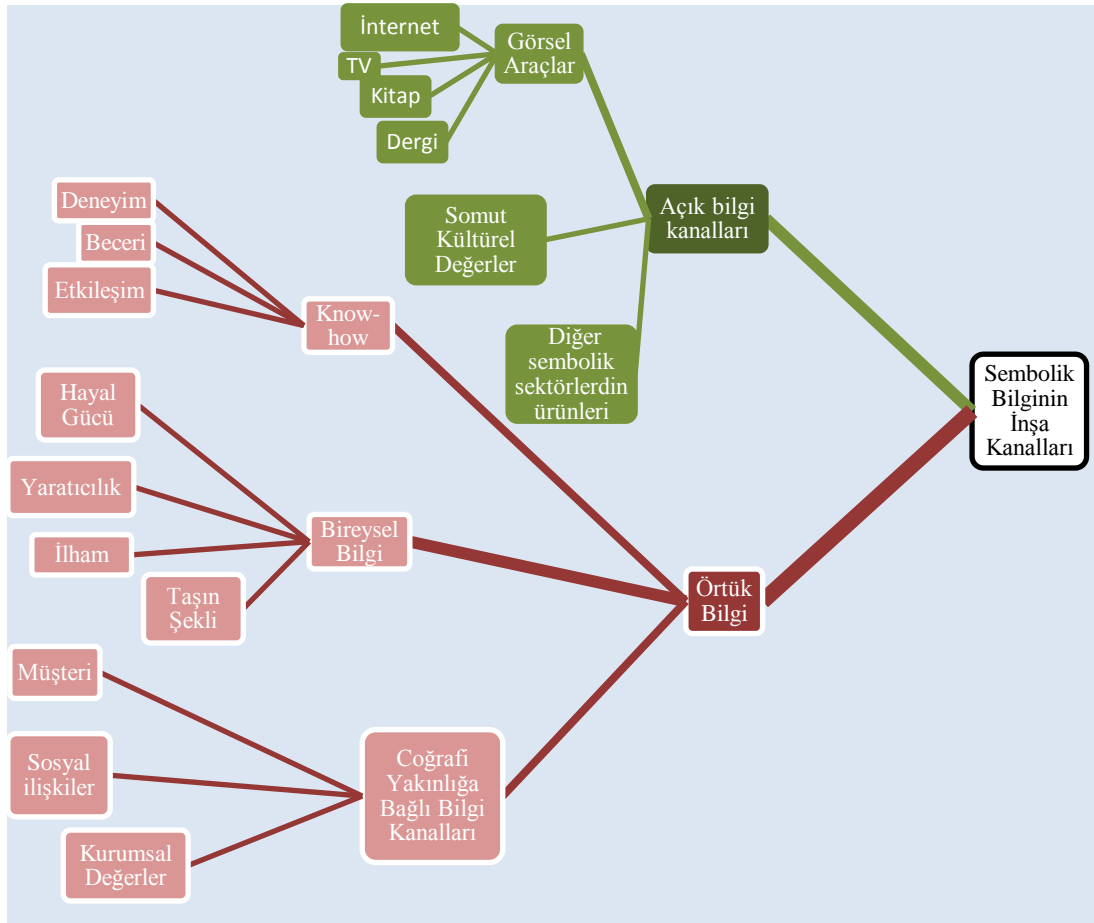 İnternet
TV
Kitap
Dergi
Görsel
Araçlar
Somut
Kültürel
Değerler
Diğer
sembolik
sektörlerdin
ürünleri
Açık bilgi
kanalları
Sembolik
Bilginin
İnşa
Kanalları
Deneyim
Beceri
Etkileşim
Know-
how
Hayal
Gücü
Yaratıcılık
İlham
Taşın
Şekli
Bireysel
Bilgi
Örtük
Bilgi
Müşteri
Sosyal
ilişkiler
Kurumsal
Değerler
Coğrafi
Yakınlığa
Bağlı Bilgi
Kanalları